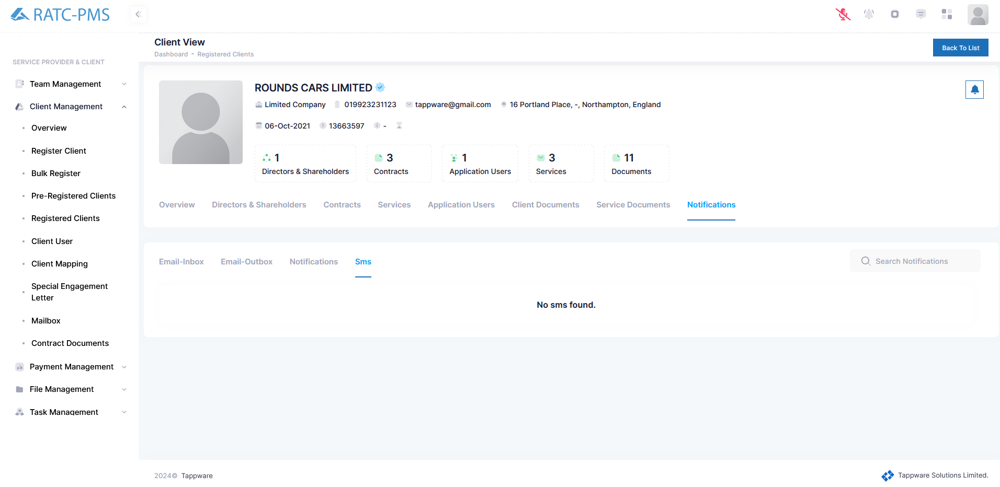 RATC-PMS
Client View
Dashboard - Registered Clients
Back To List
SERVICE PROVIDER & CLIENT
Team Management
Client Management
Overview
Register Client
Bulk Register
Pre-Registered Clients
Registered Clients
Client User
Client Mapping
Special Engagement
Letter
Mailbox
Contract Documents
Payment Management
File Management
Task Management
ROUNDS CARS LIMITED
Limited Company 019923231123 tappware@gmail.com 16 Portland Place, -, Northampton, England
06-Oct-2021 13663597 -
1 Directors & Shareholders
3 Contracts
1 Application Users
3 Services
11 Documents
Overview Directors & Shareholders Contracts Services Application Users Client Documents Service Documents Notifications
Email-Inbox Email-Outbox Notifications Sms Search Notifications
No sms found.
2024© Tappware
Tappware Solutions Limited.